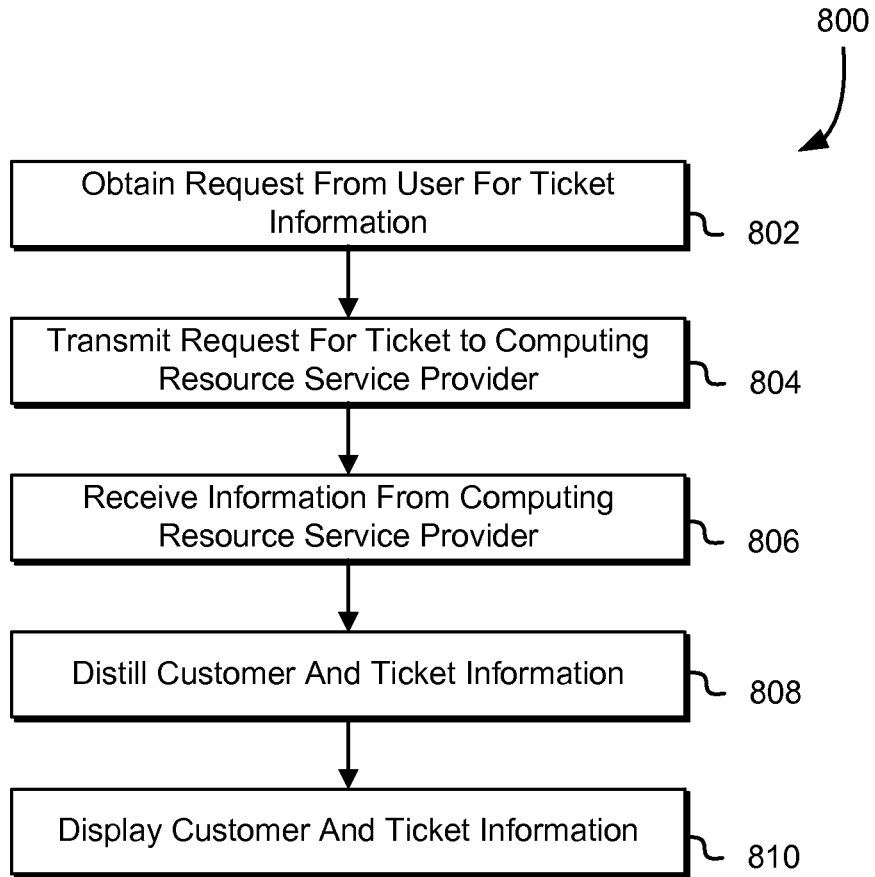 800
Obtain Request From User For Ticket
Information
802
Transmit Request For Ticket to Computing
Resource Service Provider
804
Receive Information From Computing
Resource Service Provider
806
Distill Customer And Ticket Information
808
Display Customer And Ticket Information
810